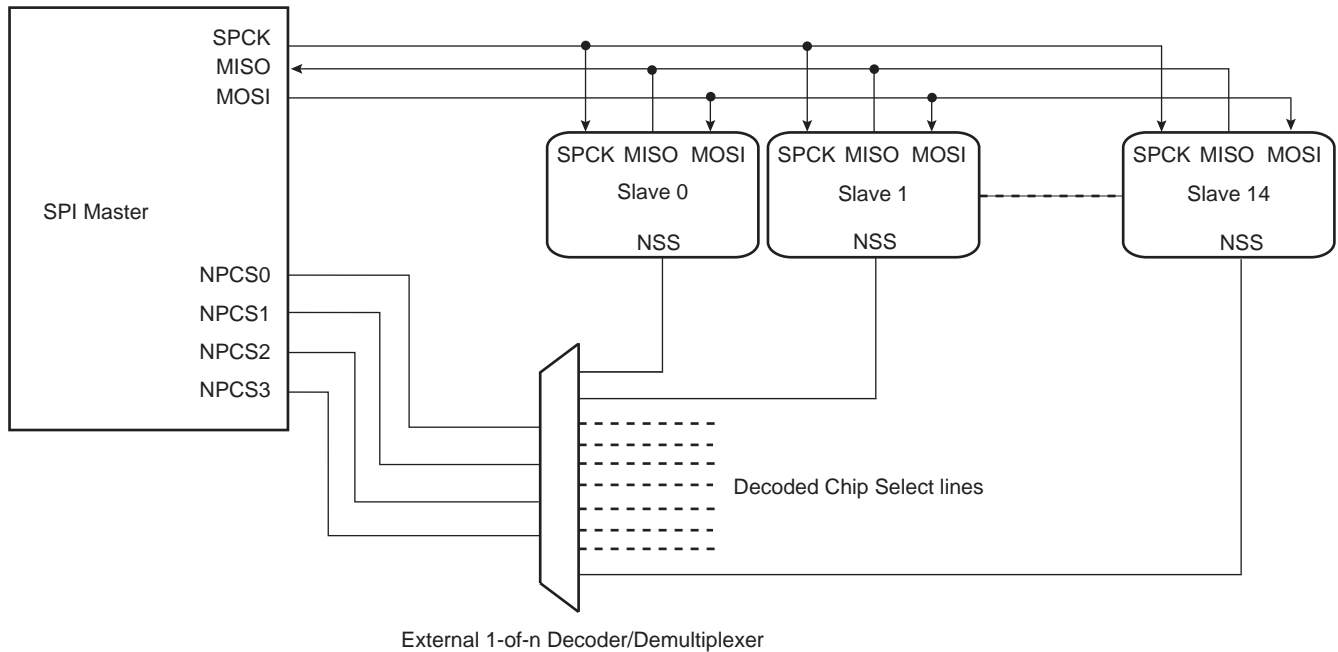 SPCK
MISO
MOSI
SPI Master
NPCS0
NPCS1
NPCS2
NPCS3
SPCK MISO MOSI
Slave 0
NSS
SPCK MISO MOSI
Slave 1
NSS
SPCK MISO MOSI
Slave 14
NSS
Decoded Chip Select lines
External 1-of-n Decoder/Demultiplexer